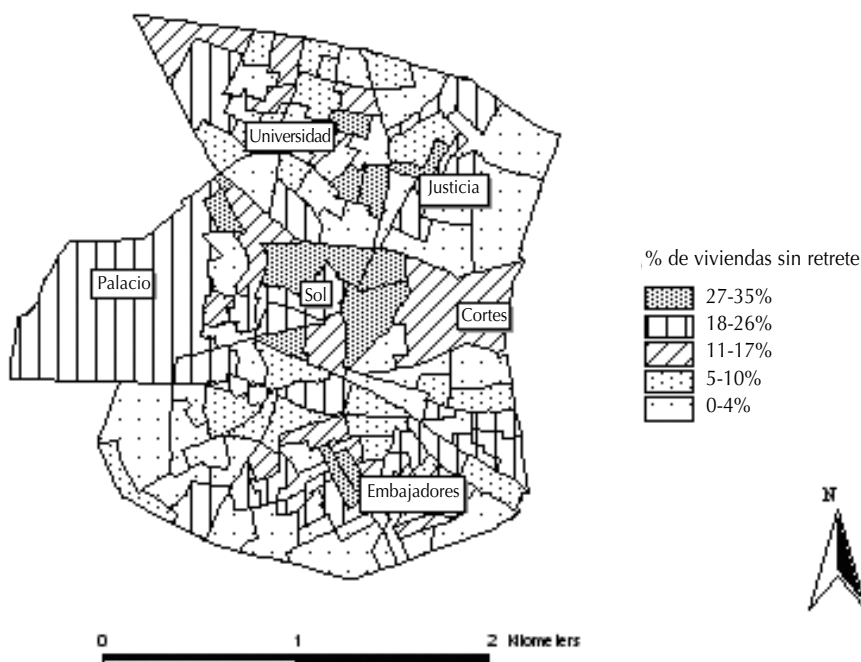 Universidad
Justicia
Palacio
Sol
Cortes
Embajadores
% de viviendas sin retrete
27-35%
18-26%
11-17%
5-10%
0-4%
N
0 1 2 Kilometers